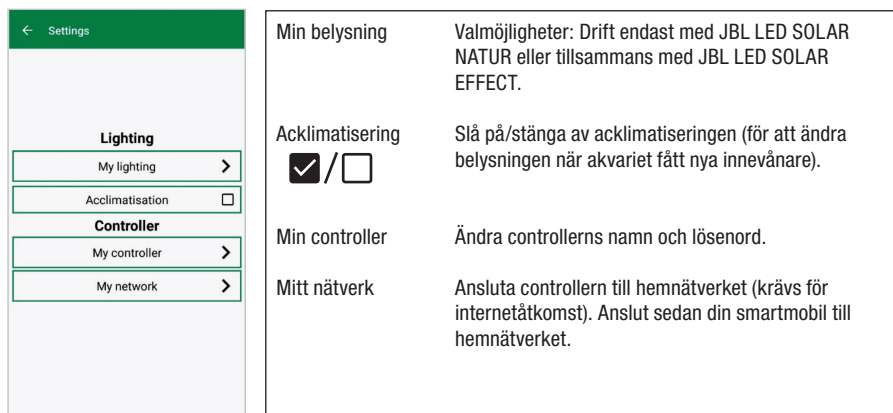 Settings
Lighting
My lighting
Acclimatisation
Controller
My controller
My network
Min belysning
Valmöjligheter: Drift endast med JBL LED SOLAR
NATUR eller tillsammans med JBL LED SOLAR
EFFECT.
Acklimatisering
Slå på/stänga av acklimatiseringen (för att ändra
belysningen när akvariet fått nya innevånare).
/
Min controller
Ändra controllerns namn och lösenord.
Mitt nätverk
Ansluta controllern till hemnätverket (krävs för
internetåtkomst). Anslut sedan din smartmobil till
hemnätverket.